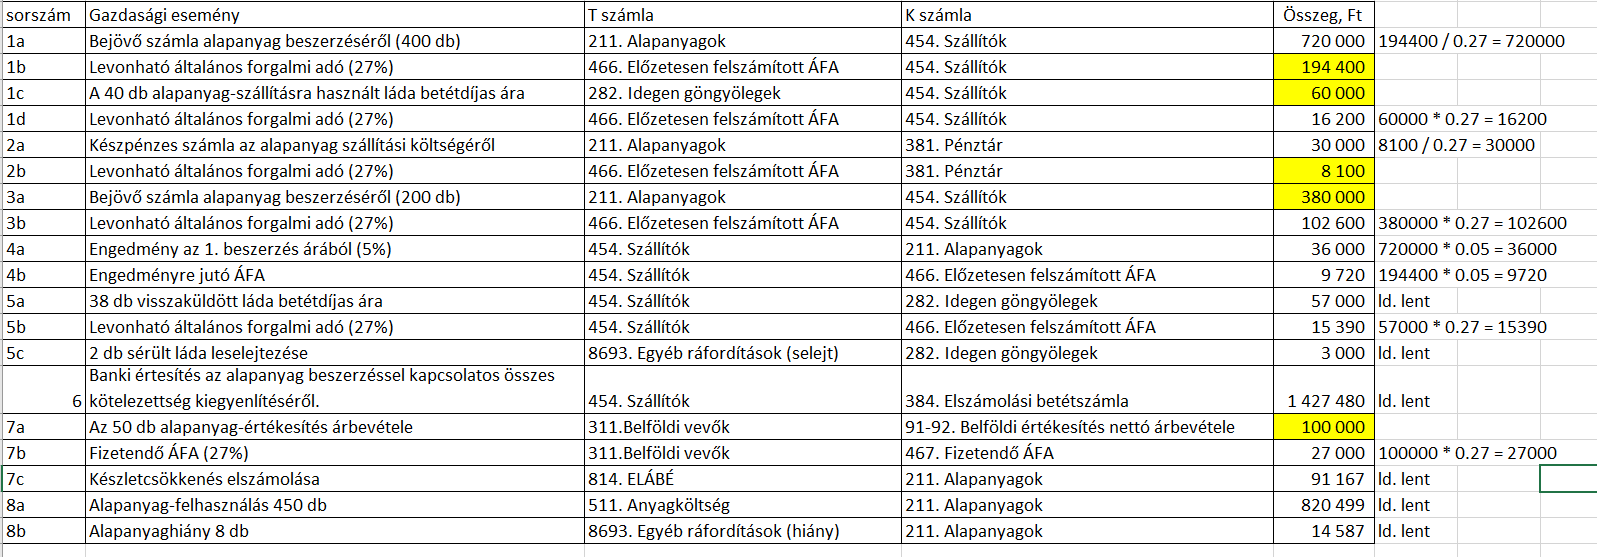 sorszám Gazdasági esemény T számla K számla Összeg, Ft
1a Bejövő számla alapanyag beszerzéséről (400 db) 211. Alapanyagok 454. Szállítók 720 000 194400 / 0.27 = 720000
1b Levonható általános forgalmi adó (27%) 466. Előzetesen felszámított ÁFA 454. Szállítók 194 400
1c A 40 db alapanyag-szállításra használt láda betétdíjas ára 282. Idegen göngyölegek 454. Szállítók 60 000
1d Levonható általános forgalmi adó (27%) 466. Előzetesen felszámított ÁFA 454. Szállítók 16 200 60000 * 0.27 = 16200
2a Készpénzes számla az alapanyag szállítási költségéről 211. Alapanyagok 381. Pénztár 30 000 8100 / 0.27 = 30000
2b Levonható általános forgalmi adó (27%) 466. Előzetesen felszámított ÁFA 381. Pénztár 8 100
3a Bejövő számla alapanyag beszerzéséről (200 db) 211. Alapanyagok 454. Szállítók 380 000
3b Levonható általános forgalmi adó (27%) 466. Előzetesen felszámított ÁFA 454. Szállítók 102 600 380000 * 0.27 = 102600
4a Engedmény az 1. beszerzés árából (5%) 454. Szállítók 211. Alapanyagok 36 000 720000 * 0.05 = 36000
4b Engedményre jutó ÁFA 454. Szállítók 466. Előzetesen felszámított ÁFA 9 720 194400 * 0.05 = 9720
5a 38 db visszaküldött láda betétdíjas ára 454. Szállítók 282. Idegen göngyölegek 57 000 ld. lent
5b Levonható általános forgalmi adó (27%) 454. Szállítók 466. Előzetesen felszámított ÁFA 15 390 57000 * 0.27 = 15390
5c 2 db sérült láda leselejtezése 8693. Egyéb ráfordítások (selejt) 282. Idegen göngyölegek 3 000 ld. lent
Banki értesítés az alapanyag beszerzéssel kapcsolatos összes
6 kötelezettség kiegyenlítéséről. 454. Szállítók 384. Elszámolási betétszámla 1 427 480 ld. lent
7a Az 50 db alapanyag-értékesítés árbevétele 311.Belföldi vevők 91-92. Belföldi értékesítés nettó árbevétele 100 000
7b Fizetendő ÁFA (27%) 311.Belföldi vevők 467. Fizetendő ÁFA 27 000 100000 * 0.27 = 27000
7c Készletcsökkenés elszámolása 814. ELÁBÉ 211. Alapanyagok 91 167 ld. lent
8a Alapanyag-felhasználás 450 db 511. Anyagköltség 211. Alapanyagok 820 499 ld. lent
8b Alapanyaghiány 8 db 8693. Egyéb ráfordítások (hiány) 211. Alapanyagok 14 587 ld. lent